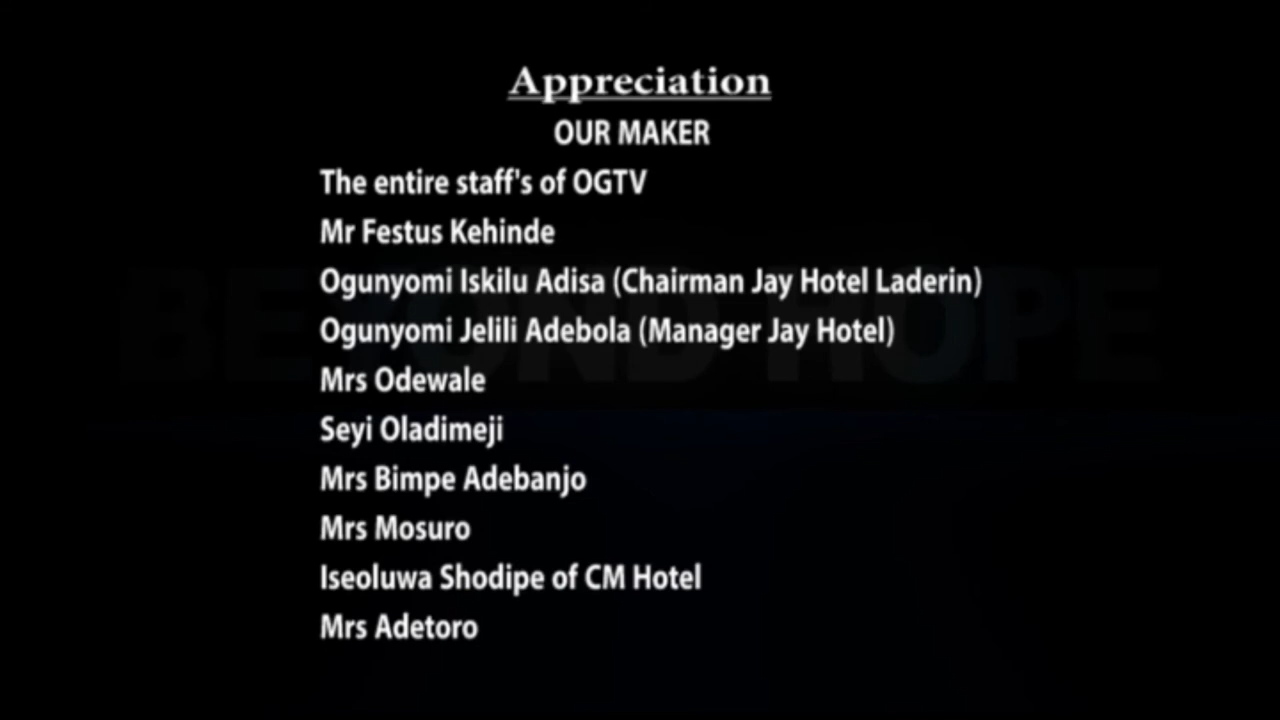 Appreciation
OUR MAKER
The entire staff's of OGTV
Mr Festus Kehinde
Ogunyomi Iskilu Adisa (Chairman Jay Hotel Laderin)
Ogunyomi Jelili Adebola (Manager Jay Hotel)
BEYOND HOPE
Mrs Odewale
Seyi Oladimeji
Mrs Bimpe Adebanjo
Mrs Mosuro
Iseoluwa Shodipe of CM Hotel
Mrs Adetoro